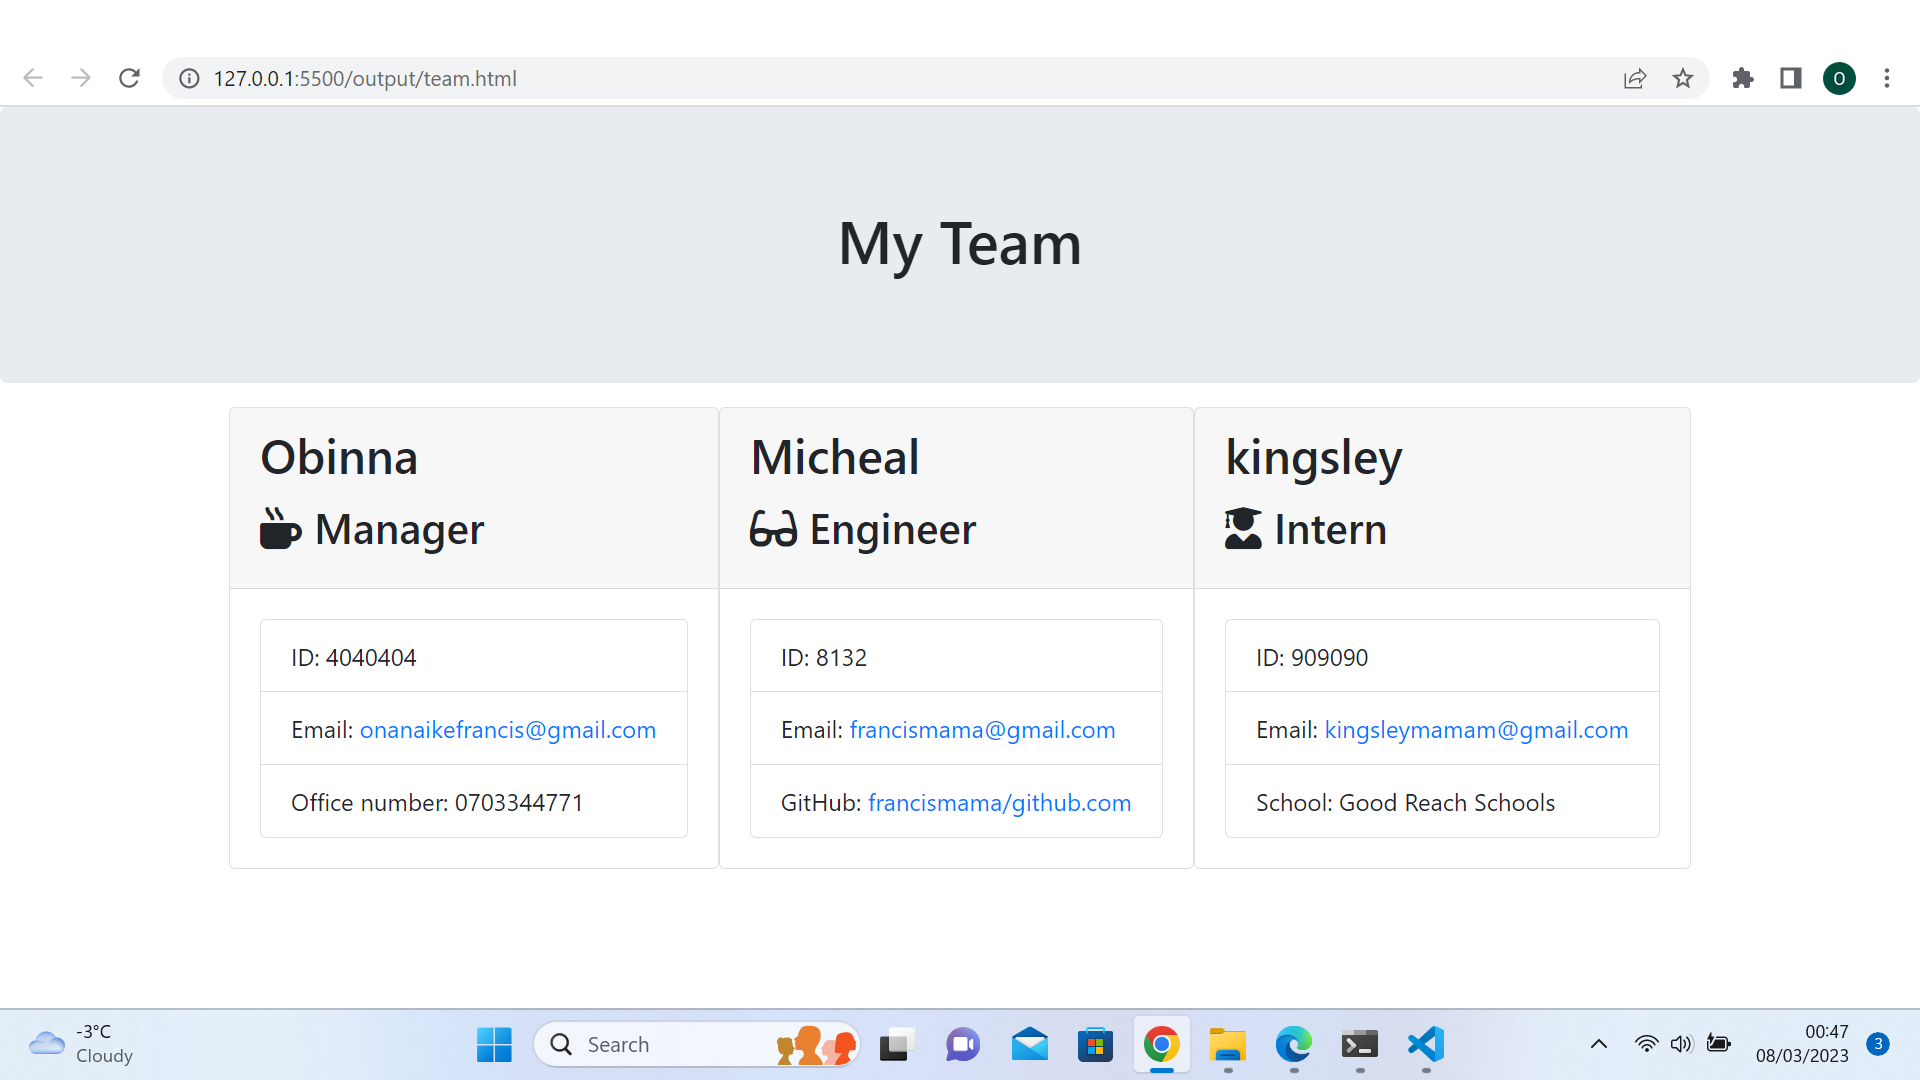 127.0.0.1:5500/output/team.html
O
My Team
Obinna
Manager
ID: 4040404
Email: onanaikefrancis@gmail.com
Office number: 0703344771
Micheal
Engineer
ID: 8132
Email: francismama@gmail.com
GitHub: francismama/github.com
kingsley
Intern
ID: 909090
Email: kingsleymamam@gmail.com
School: Good Reach Schools
-3°C
Cloudy
Search
00:47
08/03/2023
3